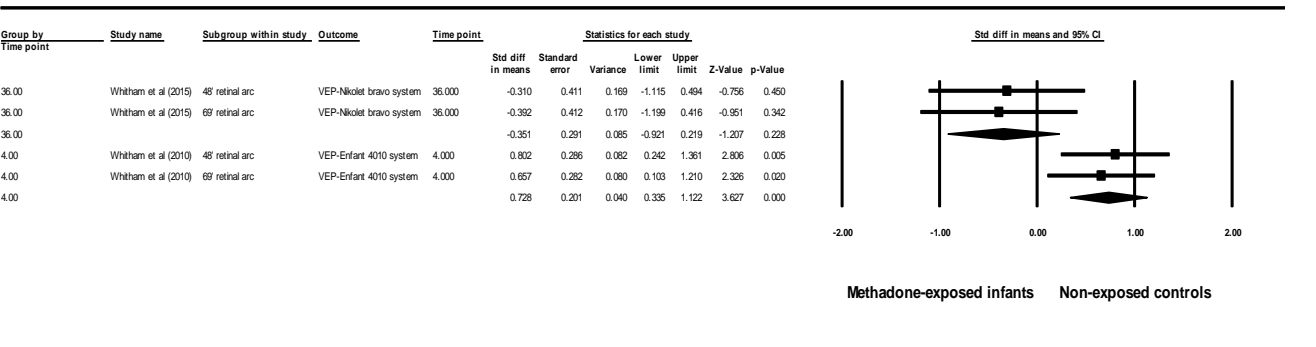 Group by Study name Subgroup within study Outcome Time point Statistics for each study Std diff in means and 95% CI
Time point
Std diff Standard Lower Upper
in means error Variance limit limit Z-Value p-Value
36.00 Whitham et al (2015) 48' retinal arc VEP-Nikolet bravo system 36.000 -0.310 0.411 0.169 -1.115 0.494 -0.756 0.450
36.00 Whitham et al (2015) 69' retinal arc VEP-Nikolet bravo system 36.000 -0.392 0.412 0.170 -1.199 0.416 -0.951 0.342
36.00 -0.351 0.291 0.085 -0.921 0.219 -1.207 0.228
4.00 Whitham et al (2010) 48' retinal arc VEP-Enfant 4010 system 4.000 0.802 0.286 0.082 0.242 1.361 2.806 0.005
4.00 Whitham et al (2010) 69' retinal arc VEP-Enfant 4010 system 4.000 0.657 0.282 0.080 0.103 1.210 2.326 0.020
4.00 0.728 0.201 0.040 0.335 1.122 3.627 0.000
-2.00 -1.00 0.00 1.00 2.00
Methadone-exposed infants Non-exposed controls